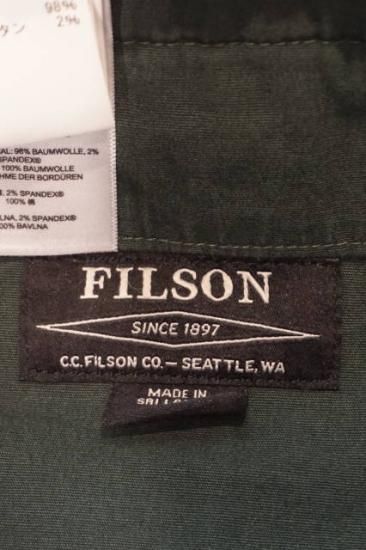 98%
タン 2%
AL: 98% BAUMWOLLE, 2%
SPANDEX®
100% BAUMWOLLE
HME DER BORDÜREN
2% SPANDEX®
100% 棉
LNA, 2% SPANDEX®
100% BAVLNA
FILSON
SINCE 1897
C.C. FILSON CO. — SEATTLE, WA
MADE IN